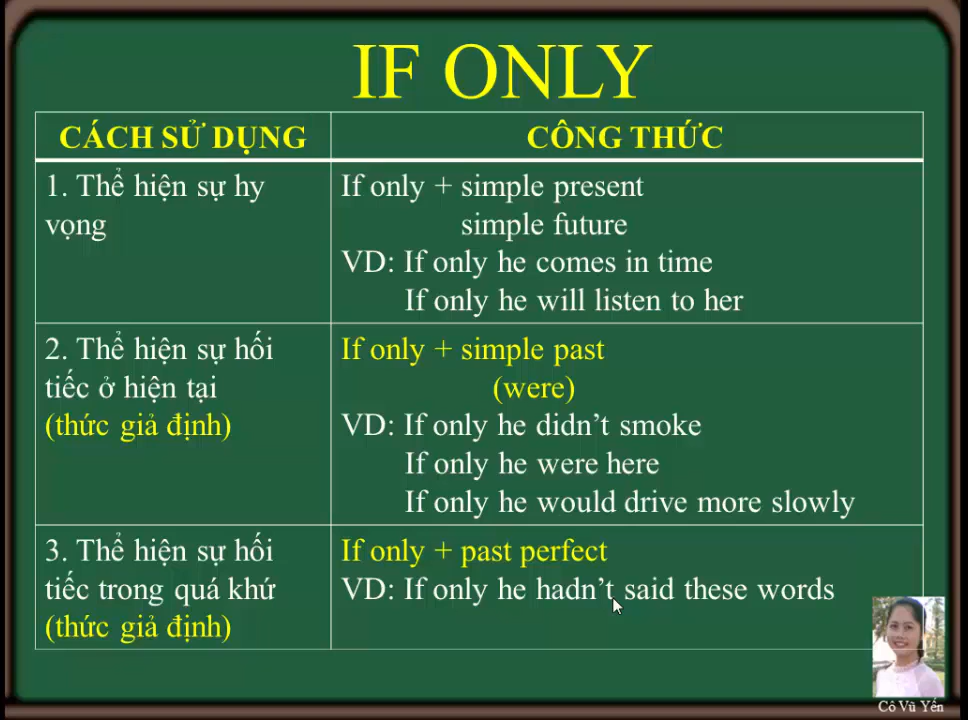 IF ONLY
CÁCH SỬ DỤNG
CÔNG THỨC
1. Thể hiện sự hy
vọng
If only + simple present
simple future
VD: If only he comes in time
If only he will listen to her
2. Thể hiện sự hối
tiếc ở hiện tại
(thức giả định)
If only + simple past
(were)
VD: If only he didn’t smoke
If only he were here
If only he would drive more slowly
3. Thể hiện sự hối
tiếc trong quá khứ
(thức giả định)
If only + past perfect
VD: If only he hadn’t said these words
Cô Vũ Yến